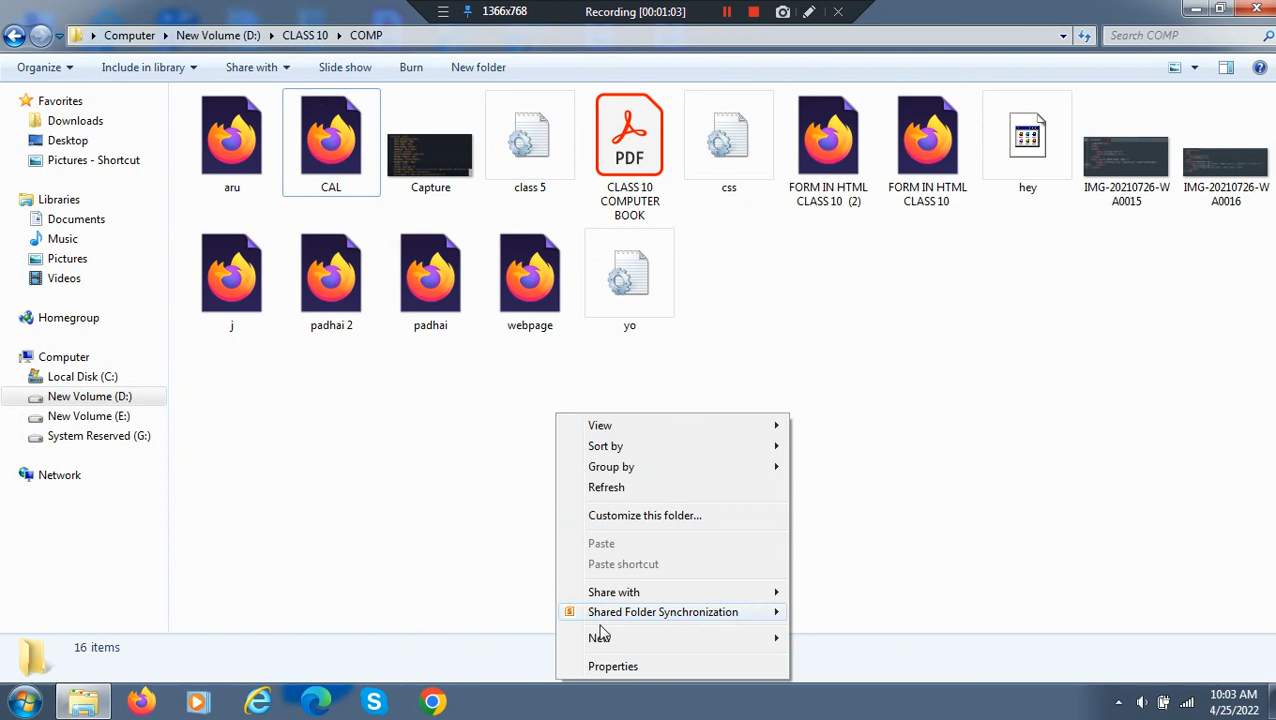 1366x768 Recording [00:01:03]
Computer New Volume (D:) CLASS 10 COMP Search COMP
Organize Include in library Share with Slide show Burn New folder
Favorites
Downloads
Desktop
Pictures - Shortcut
Libraries
Documents
Music
Pictures
Videos
Homegroup
Computer
Local Disk (C:)
New Volume (D:)
New Volume (E:)
System Reserved (G:)
Network
PDF
aru CAL Capture class 5 CLASS 10 css FORM IN HTML FORM IN HTML hey IMG-20210726-W IMG-20210726-W
COMPUTER CLASS 10 (2) CLASS 10 A0015 A0016
BOOK
j padhai 2 padhai webpage yo
View
Sort by
Group by
Refresh
Customize this folder...
Paste
Paste shortcut
Share with
S Shared Folder Synchronization
New
Properties
16 items
10:03 AM
4/25/2022